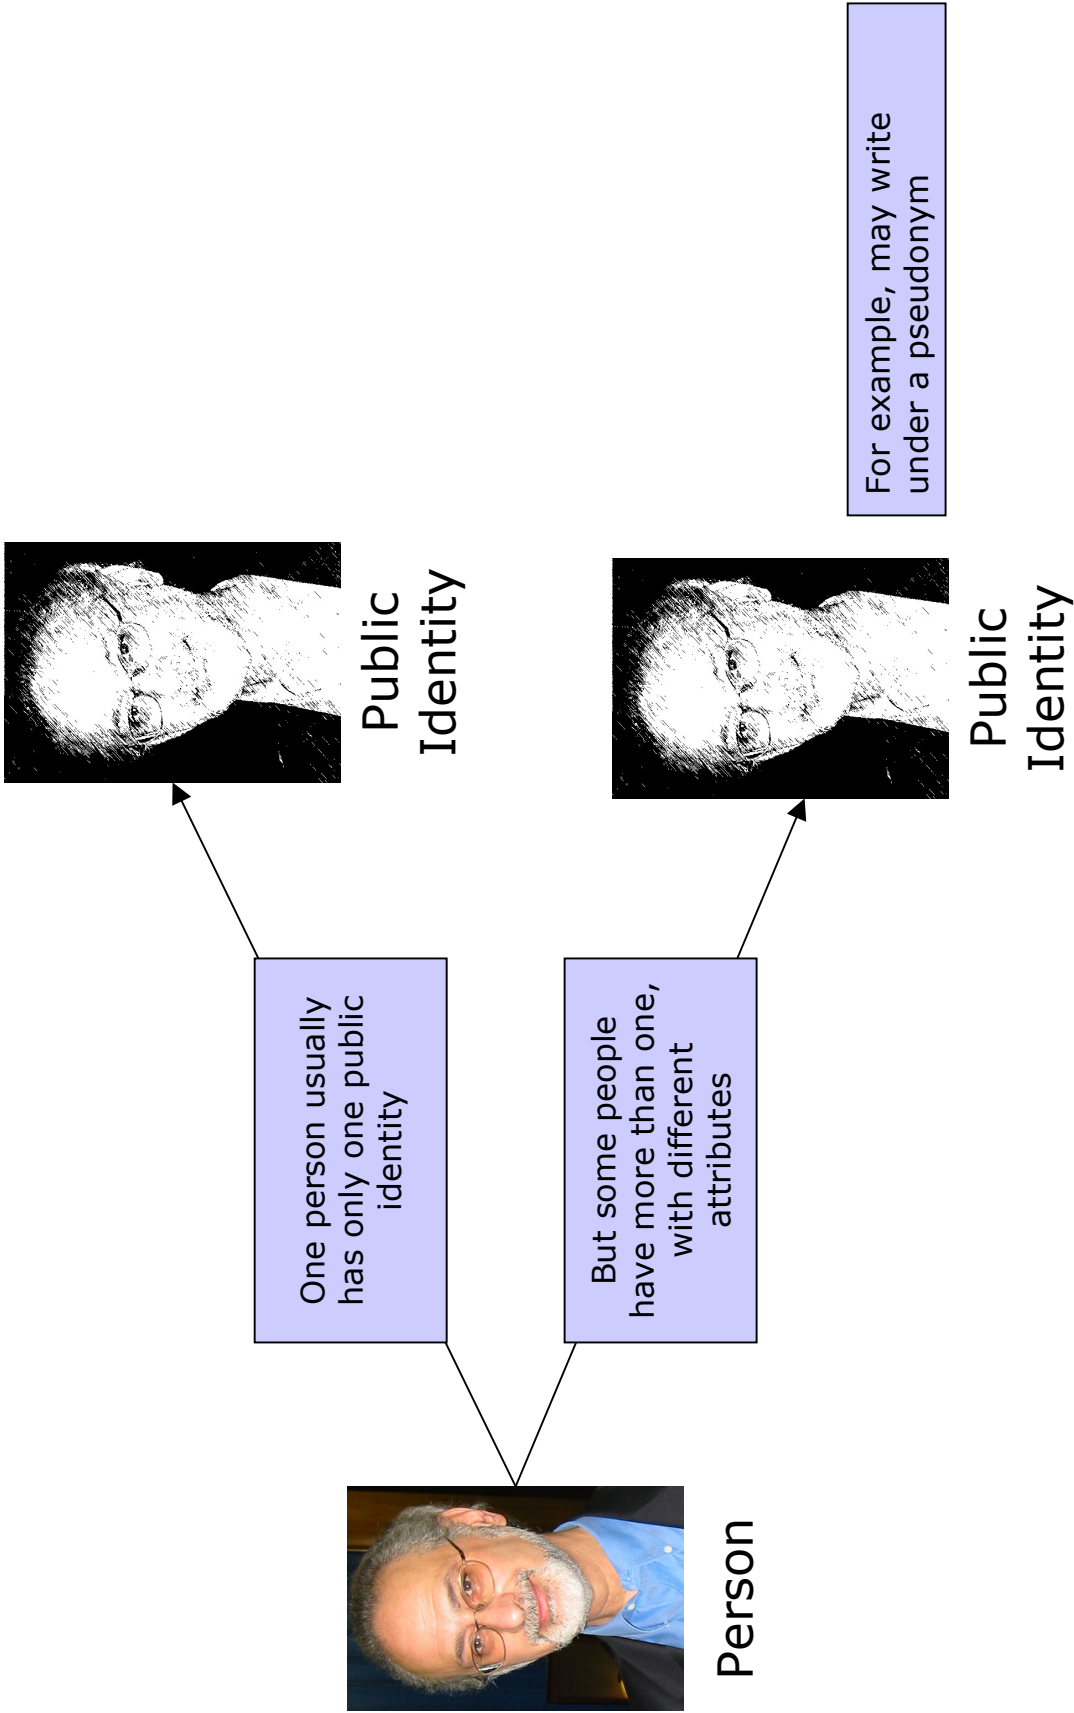 Person
One person usually
has only one public
identity
But some people
have more than one,
with different
attributes
Public
Identity
Public
Identity
For example, may write
under a pseudonym